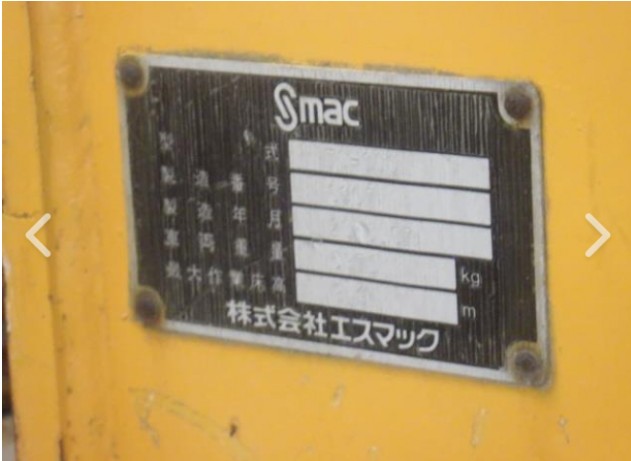 Smac
型式
製造番号
製造年月
車両重量 kg
最大作業床高 m
株式会社エスマック